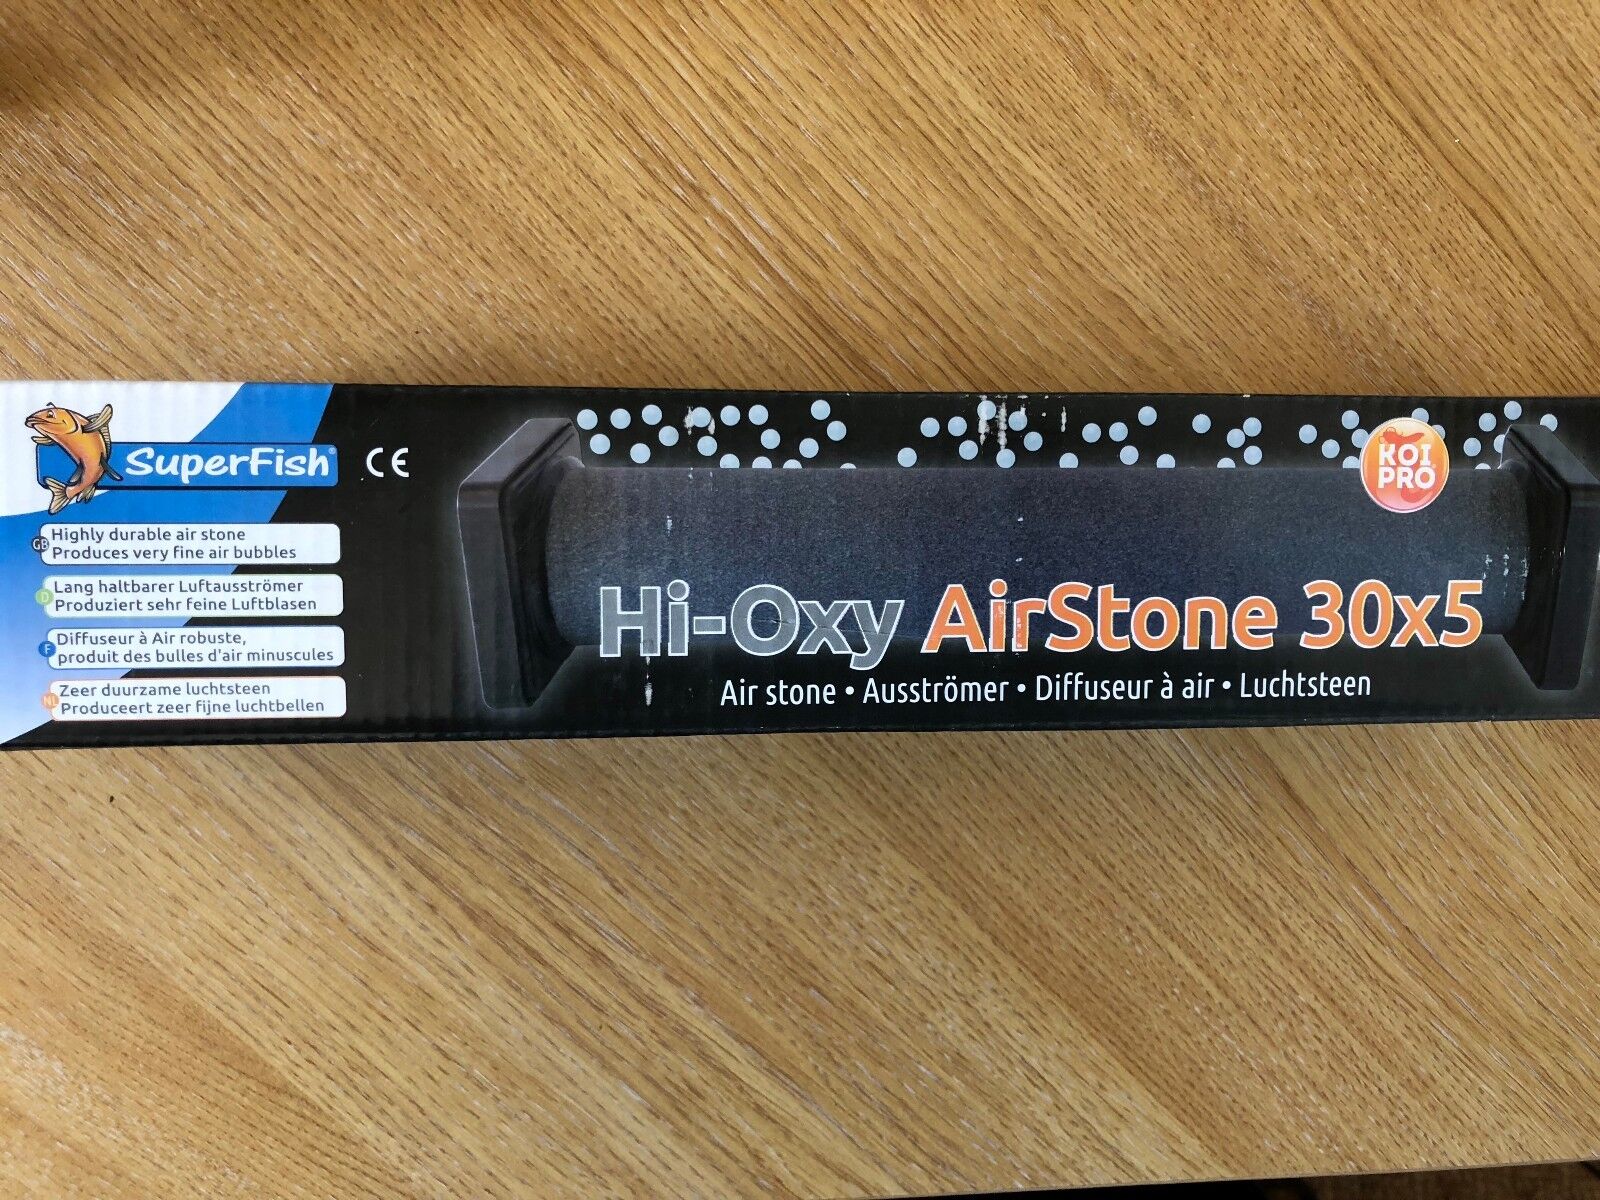 SuperFish®
CE
GB
Highly durable air stone
Produces very fine air bubbles
D
Lang haltbarer Luftausströmer
Produziert sehr feine Luftblasen
F
Diffuseur à Air robuste,
produit des bulles d'air minuscules
NL
Zeer duurzame luchtsteen
Produceert zeer fijne luchtbellen
KOI
PRO
Hi-Oxy AirStone 30x5
Air stone • Ausströmer • Diffuseur à air • Luchtsteen